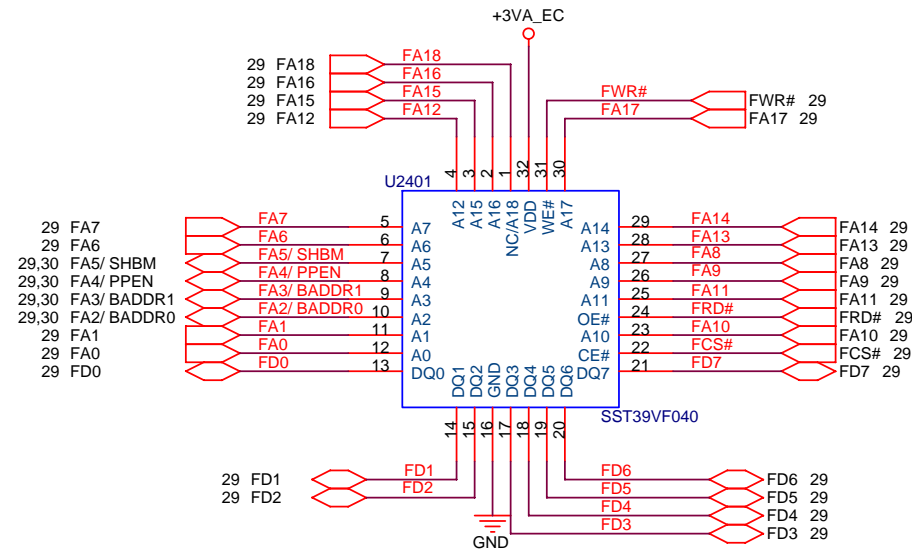 +3VA_EC
29 FA18 FA18
29 FA16 FA16
29 FA15 FA15 FWR# FWR# 29
29 FA12 FA12 FA17 FA17 29
4 3 2 1 32 31 30
U2401
A12 A15 A16 NC/A18 VDD WE# A17
29 FA7 FA7 5 A7 A14 29 FA14 FA14 29
29 FA6 FA6 6 A6 A13 28 FA13 FA13 29
29,30 FA5/ SHBM FA5/ SHBM 7 A5 A8 27 FA8 FA8 29
29,30 FA4/ PPEN FA4/ PPEN 8 A4 A9 26 FA9 FA9 29
29,30 FA3/ BADDR1 FA3/ BADDR1 9 A3 A11 25 FA11 FA11 29
29,30 FA2/ BADDR0 FA2/ BADDR0 10 A2 OE# 24 FRD# FRD# 29
29 FA1 FA1 11 A1 A10 23 FA10 FA10 29
29 FA0 FA0 12 A0 CE# 22 FCS# FCS# 29
29 FD0 FD0 13 DQ0 DQ7 21 FD7 FD7 29
DQ1 DQ2 GND DQ3 DQ4 DQ5 DQ6
SST39VF040
14 15 16 17 18 19 20
29 FD1 FD1 FD6 FD6 29
29 FD2 FD2 FD5 FD5 29
FD4 FD4 29
FD3 FD3 29
GND